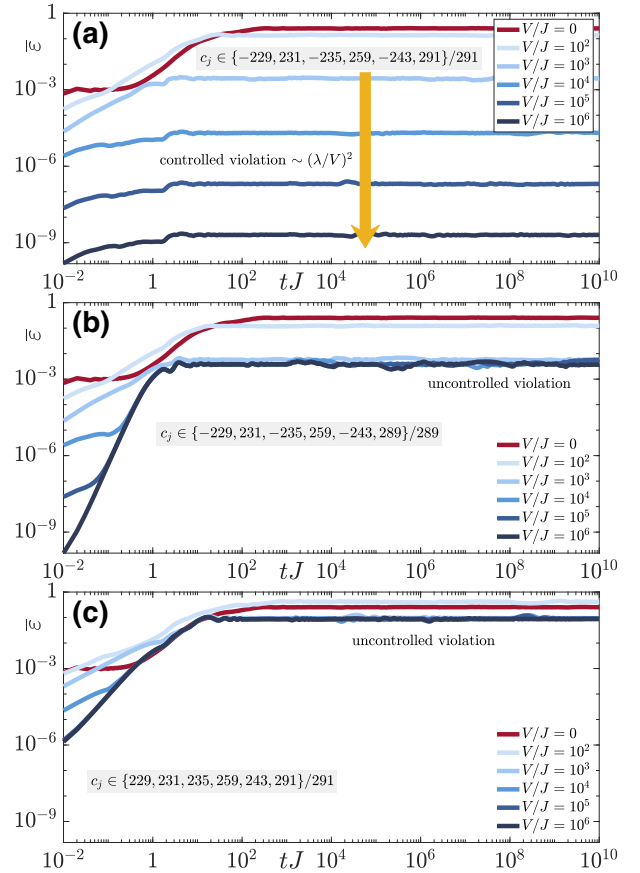 (a)
ε̅
c_j ∈ {−229, 231, −235, 259, −243, 291}/291
controlled violation ∼ (λ/V)^2
V/J = 0
V/J = 10^2
V/J = 10^3
V/J = 10^4
V/J = 10^5
V/J = 10^6
1
10^-3
10^-6
10^-9
10^-2 1 10^2 tJ 10^4 10^6 10^8 10^10
(b)
ε̅
uncontrolled violation
c_j ∈ {−229, 231, −235, 259, −243, 289}/289
V/J = 0
V/J = 10^2
V/J = 10^3
V/J = 10^4
V/J = 10^5
V/J = 10^6
1
10^-3
10^-6
10^-9
10^-2 1 10^2 tJ 10^4 10^6 10^8 10^10
(c)
ε̅
uncontrolled violation
c_j ∈ {229, 231, 235, 259, 243, 291}/291
V/J = 0
V/J = 10^2
V/J = 10^3
V/J = 10^4
V/J = 10^5
V/J = 10^6
1
10^-3
10^-6
10^-9
10^-2 1 10^2 tJ 10^4 10^6 10^8 10^10